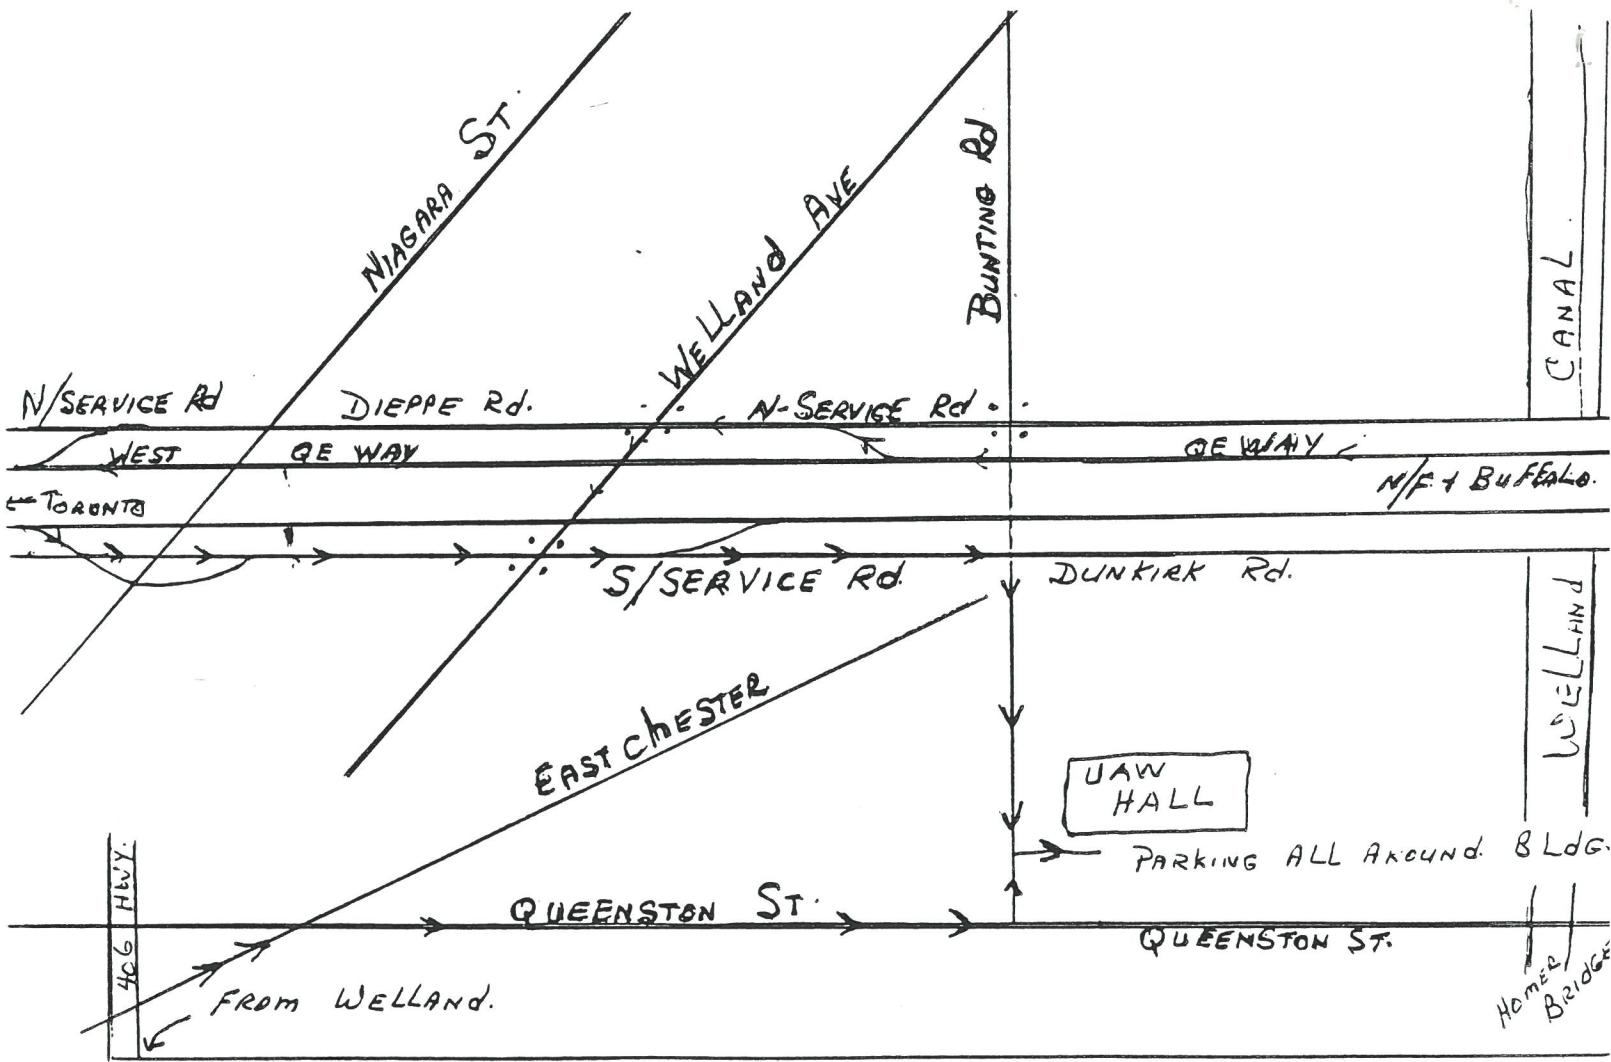 NIAGARA ST.
WELLAND AVE
BUNTING Rd
CANAL
N/SERVICE Rd
DIEPPE Rd.
N-SERVICE Rd
WEST
QE WAY
QE WAY
N/F & BUFFALO.
← TORONTO
S/SERVICE Rd.
DUNKIRK Rd.
WELLAND
EASTCHESTER
UAW
HALL
PARKING ALL AROUND. BLDG.
406 HWY.
QUEENSTON ST.
QUEENSTON ST.
FROM WELLAND.
HOMER
BRIDGE